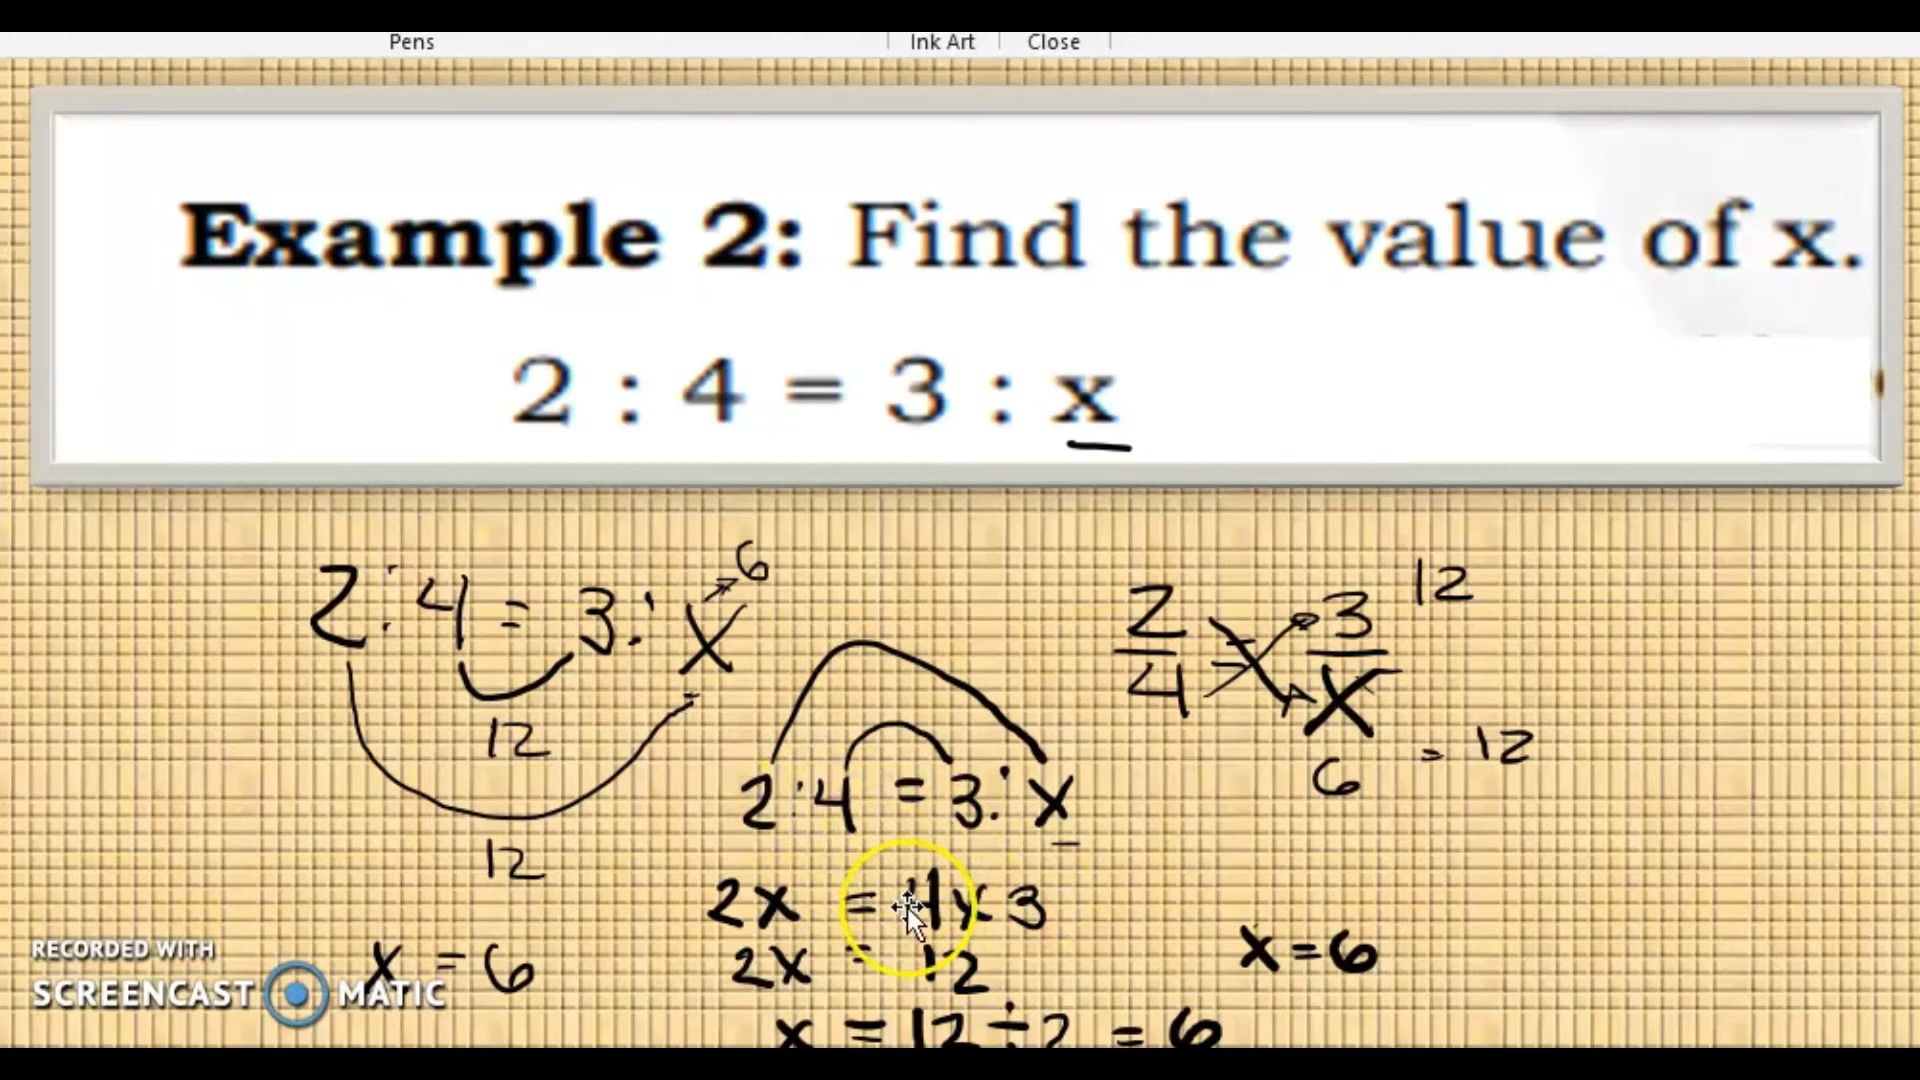 Pens Ink Art Close
Example 2: Find the value of x.
2 : 4 = 3 : x
2 : 4 = 3 : x
6
12
12
x = 6
2 : 4 = 3 : x
2x = 4 x 3
2x = 12
x = 12 ÷ 2 = 6
2 = 3
4 x
12
6 = 12
x = 6
RECORDED WITH
SCREENCAST MATIC